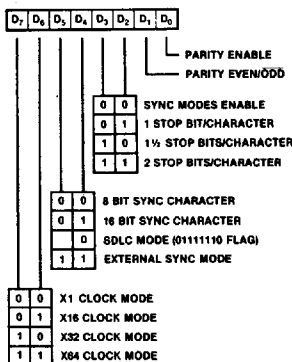 D7 D6 D5 D4 D3 D2 D1 D0
PARITY ENABLE
PARITY EVEN/ODD
0 0 SYNC MODES ENABLE
0 1 1 STOP BIT/CHARACTER
1 0 1½ STOP BITS/CHARACTER
1 1 2 STOP BITS/CHARACTER
0 0 8 BIT SYNC CHARACTER
0 1 16 BIT SYNC CHARACTER
0 SDLC MODE (01111110 FLAG)
1 1 EXTERNAL SYNC MODE
0 0 X1 CLOCK MODE
0 1 X16 CLOCK MODE
1 0 X32 CLOCK MODE
1 1 X64 CLOCK MODE